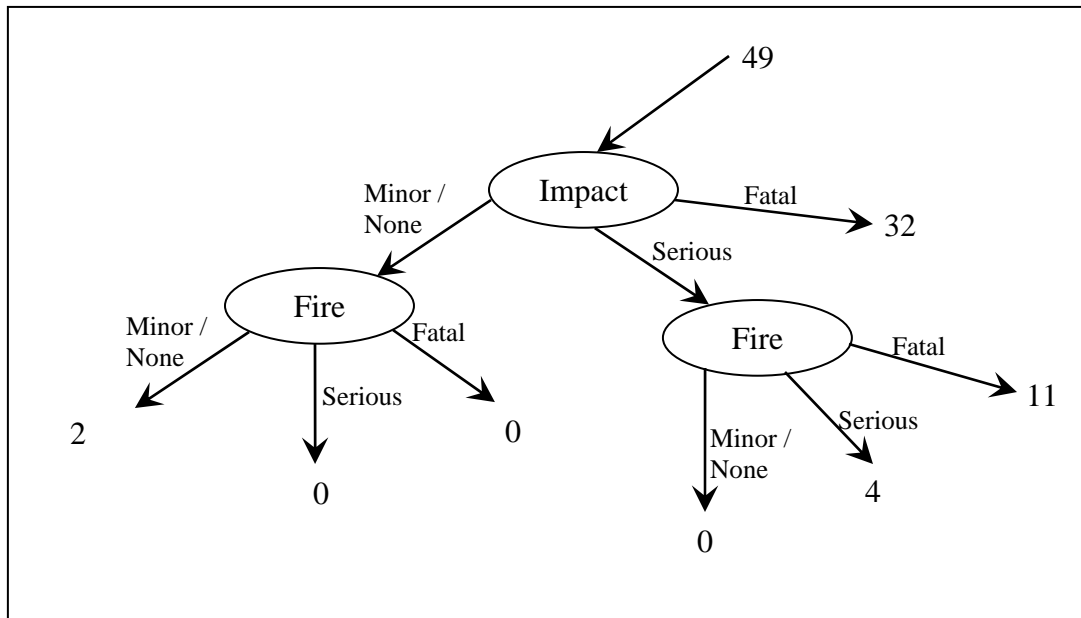 49
Impact
Minor /
None
Fatal
32
Serious
Fire
Minor /
None
Fatal
Serious
2
0
0
Fire
Fatal
11
Serious
Minor /
None
4
0